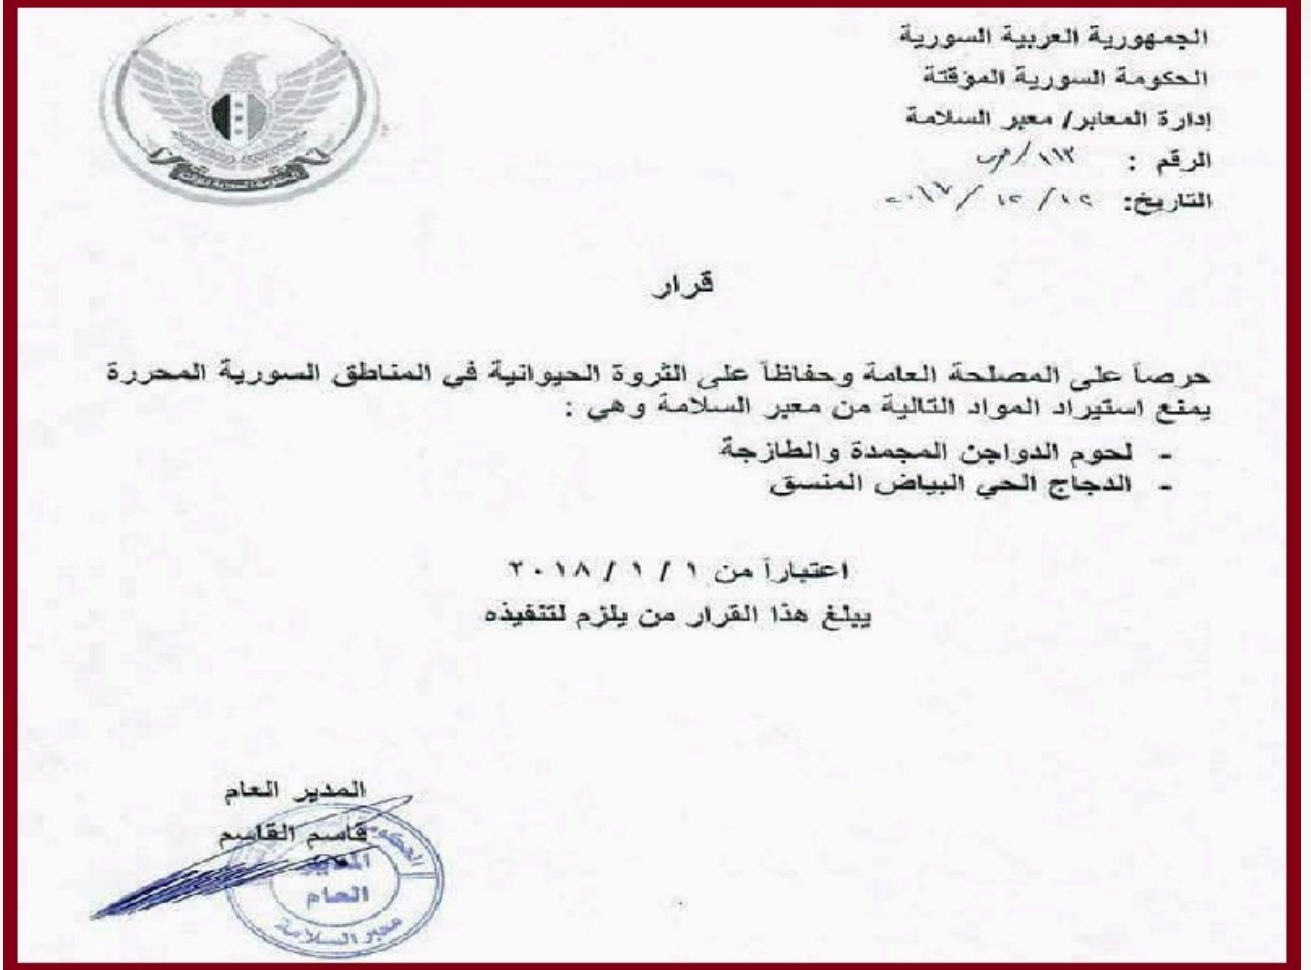 الجمهورية العربية السورية
الحكومة السورية المؤقتة
إدارة المعابر/ معبر السلامة
الرقم :
التاريخ: ١٢/ ١٢ / ٢٠١٧
قرار
حرصاً على المصلحة العامة وحفاظاً على الثروة الحيوانية في المناطق السورية المحررة
يمنع استيراد المواد التالية من معبر السلامة وهي :
- لحوم الدواجن المجمدة والطازجة
- الدجاج الحي البياض المنسق
اعتباراً من ١ / ١ / ٢٠١٨
يبلغ هذا القرار من يلزم لتنفيذه
المدير العام
قاسم القاسم
المدير
العام
معبر السلامة